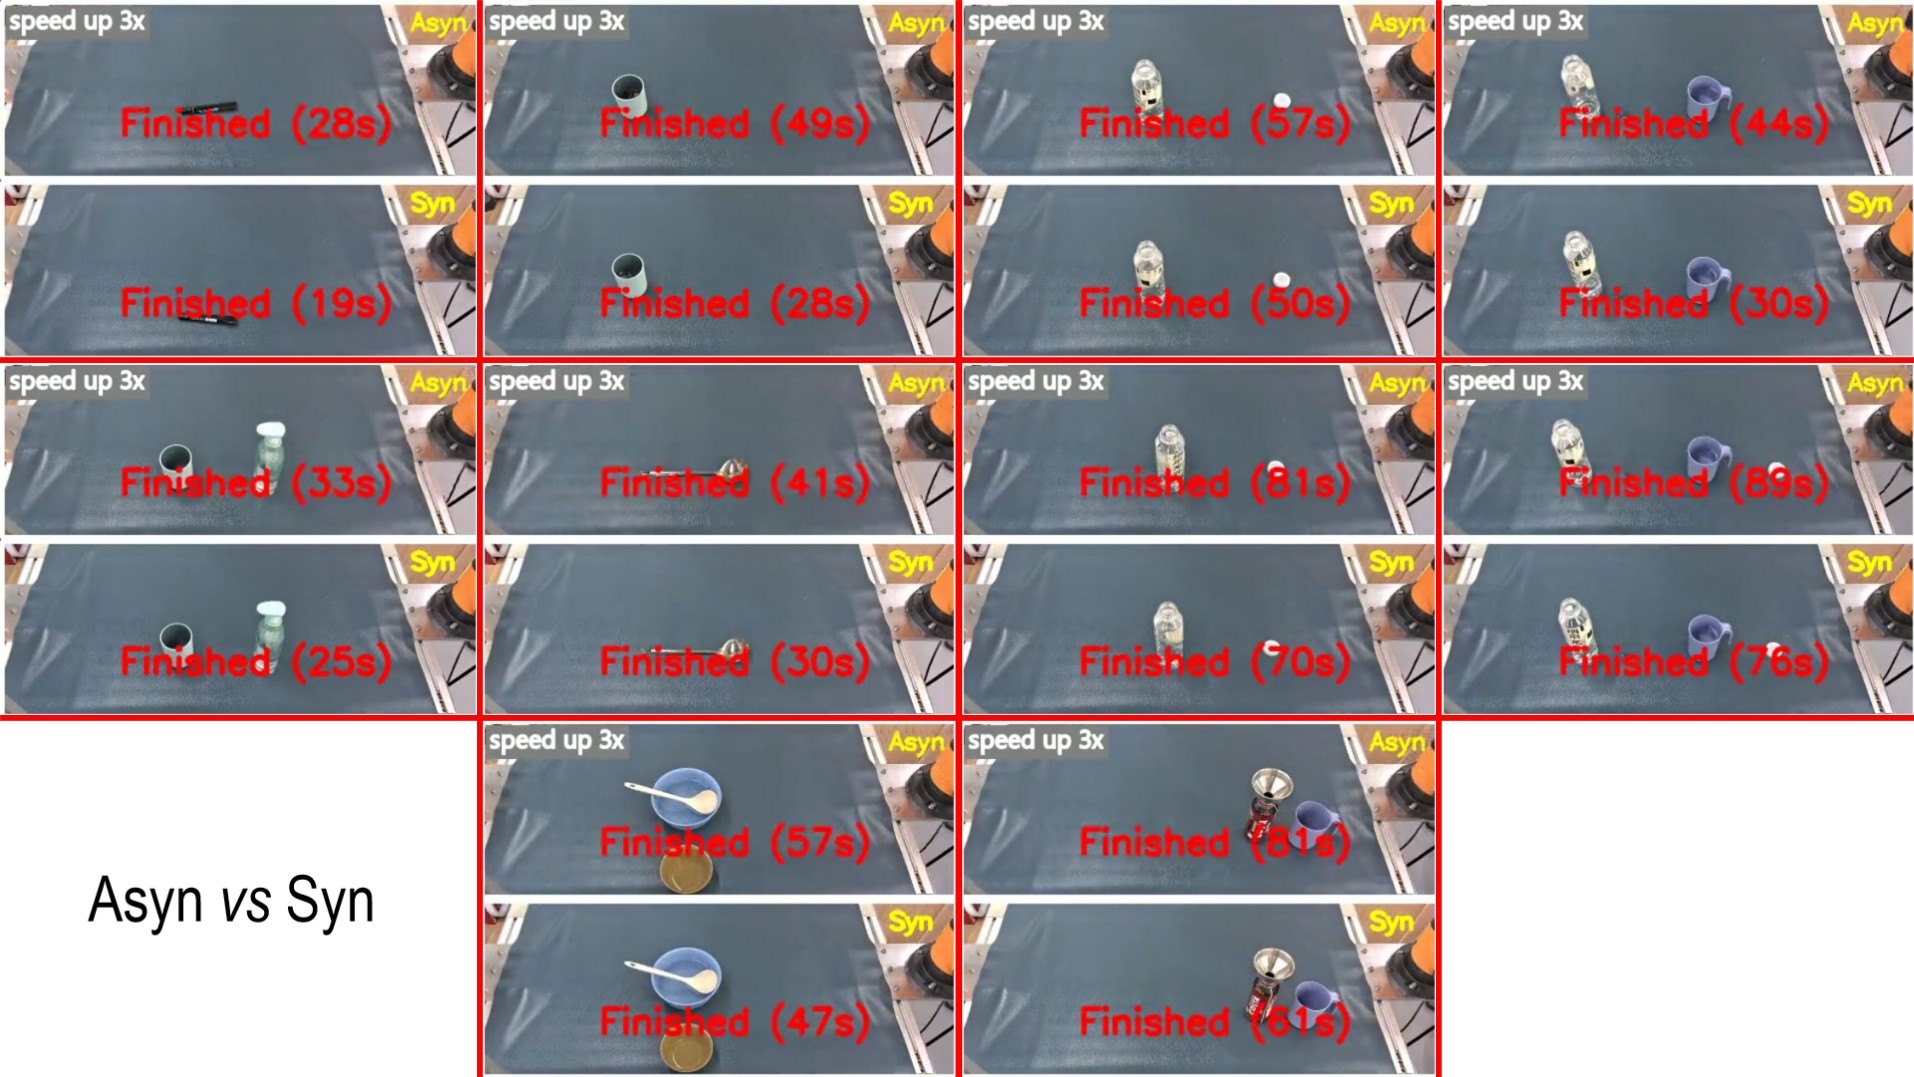 speed up 3x
Asyn
Finished (28s)
Syn
Finished (19s)
speed up 3x
Asyn
Finished (49s)
Syn
Finished (28s)
speed up 3x
Asyn
Finished (57s)
Syn
Finished (50s)
speed up 3x
Asyn
Finished (44s)
Syn
Finished (30s)
speed up 3x
Asyn
Finished (33s)
Syn
Finished (25s)
speed up 3x
Asyn
Finished (41s)
Syn
Finished (30s)
speed up 3x
Asyn
Finished (81s)
Syn
Finished (70s)
speed up 3x
Asyn
Finished (89s)
Syn
Finished (76s)
Asyn vs Syn
speed up 3x
Asyn
Finished (57s)
Syn
Finished (47s)
speed up 3x
Asyn
Finished (81s)
Syn
Finished (61s)